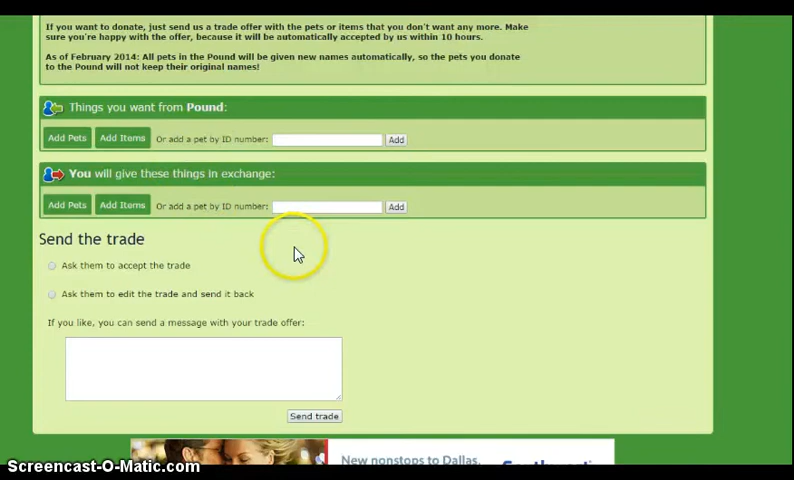 If you want to donate, just send us a trade offer with the pets or items that you don't want any more. Make
sure you're happy with the offer, because it will be automatically accepted by us within 10 hours.
As of February 2014: All pets in the Pound will be given new names automatically, so the pets you donate
to the Pound will not keep their original names!
Things you want from Pound:
Add Pets Add Items Or add a pet by ID number: Add
You will give these things in exchange:
Add Pets Add Items Or add a pet by ID number: Add
Send the trade
Ask them to accept the trade
Ask them to edit the trade and send it back
If you like, you can send a message with your trade offer:
Send trade
New nonstops to Dallas.
Screencast-O-Matic.com